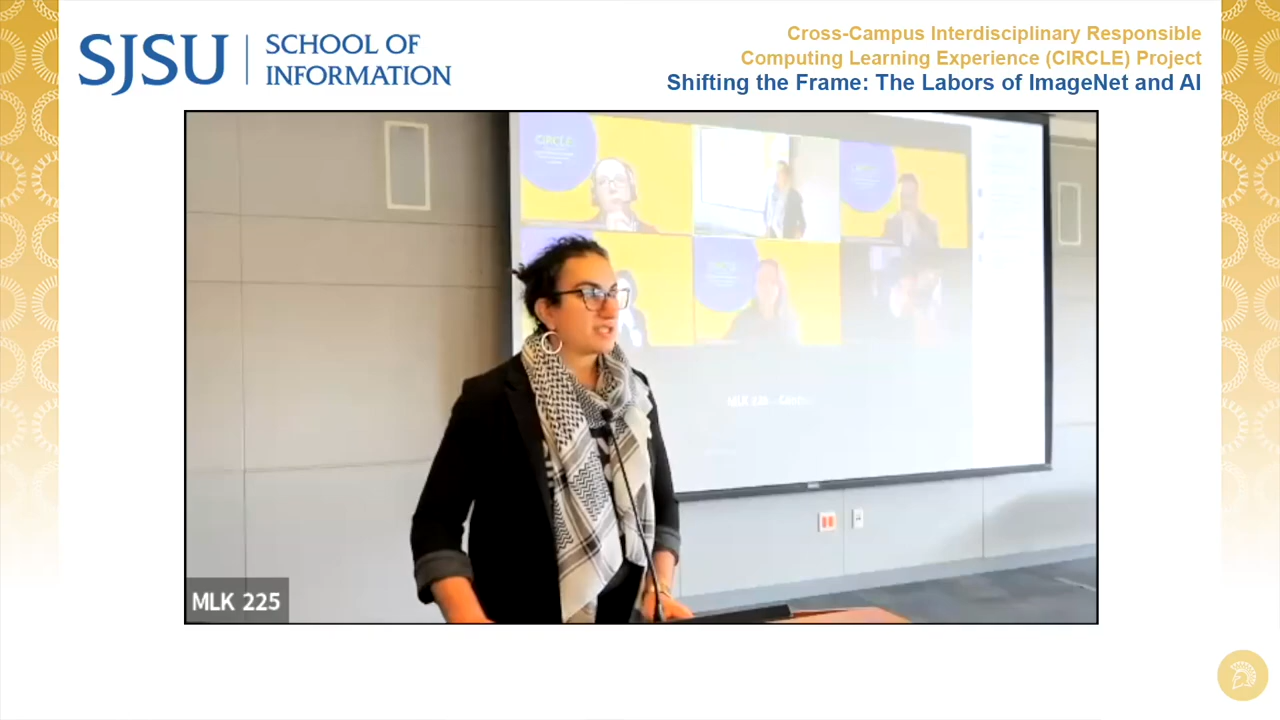 SJSU
SCHOOL OF
INFORMATION
Cross-Campus Interdisciplinary Responsible
Computing Learning Experience (CIRCLE) Project
Shifting the Frame: The Labors of ImageNet and AI
CIRCLE
MLK 225